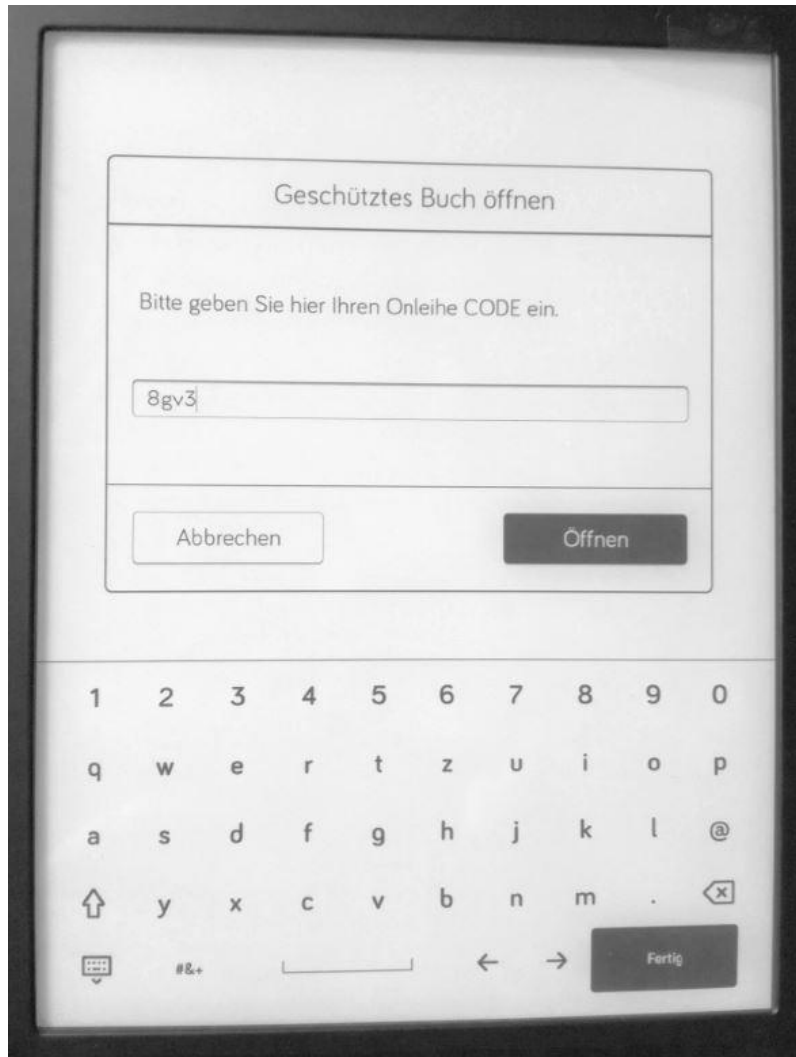 Geschütztes Buch öffnen
Bitte geben Sie hier Ihren Onleihe CODE ein.
8gv3
Abbrechen Öffnen
1 2 3 4 5 6 7 8 9 0
q w e r t z u i o p
a s d f g h j k l @
y x c v b n m .
#&+ ← → Fertig